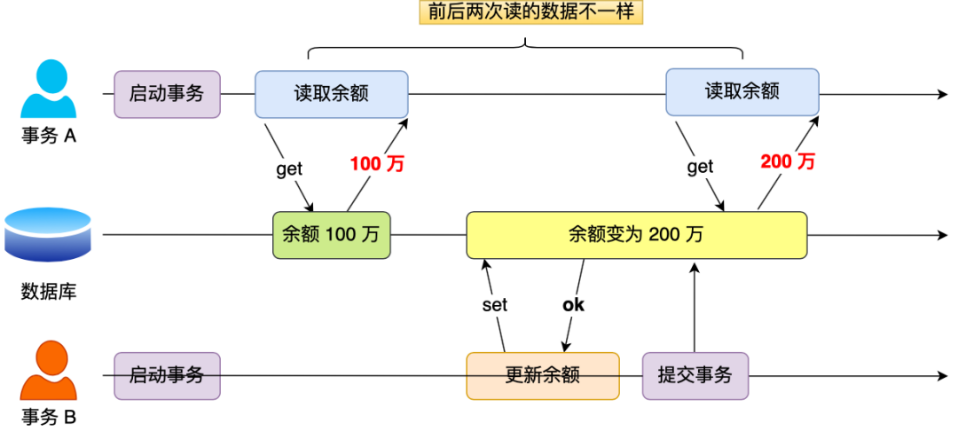 前后两次读的数据不一样
启动事务
读取余额
读取余额
事务 A
get
100 万
get
200 万
余额 100 万
余额变为 200 万
数据库
set
ok
启动事务
更新余额
提交事务
事务 B